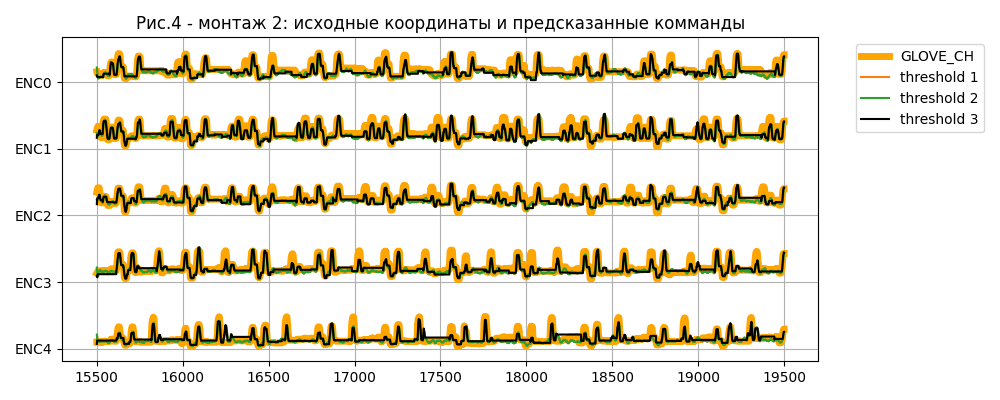 Рис.4 - монтаж 2: исходные координаты и предсказанные комманды
GLOVE_CH
threshold 1
threshold 2
threshold 3
ENC0
ENC1
ENC2
ENC3
ENC4
15500 16000 16500 17000 17500 18000 18500 19000 19500